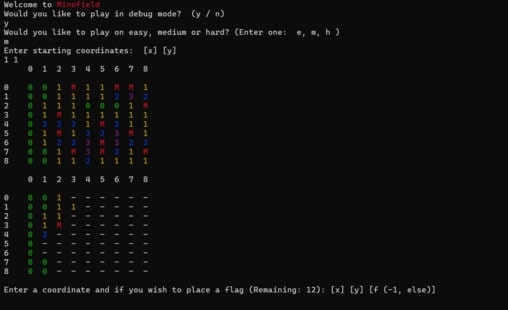 Welcome to Minefield
Would you like to play in debug mode?  (y / n)
y
Would you like to play on easy, medium or hard? (Enter one:  e, m, h )
m
Enter starting coordinates:  [x] [y]
1 1
0 1 2 3 4 5 6 7 8
0 0 0 1 M 1 1 M M 1
1 0 0 1 1 1 1 2 3 2
2 0 1 1 1 0 0 0 1 M
3 0 1 M 1 1 1 1 1 1
4 0 2 2 2 1 M 2 1 1
5 0 1 M 1 2 2 3 M 1
6 0 1 2 2 3 M 3 2 2
7 0 0 1 M 3 M 2 1 M
8 0 0 1 1 2 1 1 1 1
0 1 2 3 4 5 6 7 8
0 0 0 1 - - - - - -
1 0 0 1 1 - - - - -
2 0 1 1 - - - - - -
3 0 1 M - - - - - -
4 0 2 - - - - - - -
5 0 - - - - - - - -
6 0 - - - - - - - -
7 0 0 - - - - - - -
8 0 0 - - - - - - -
Enter a coordinate and if you wish to place a flag (Remaining: 12): [x] [y] [f (-1, else)]